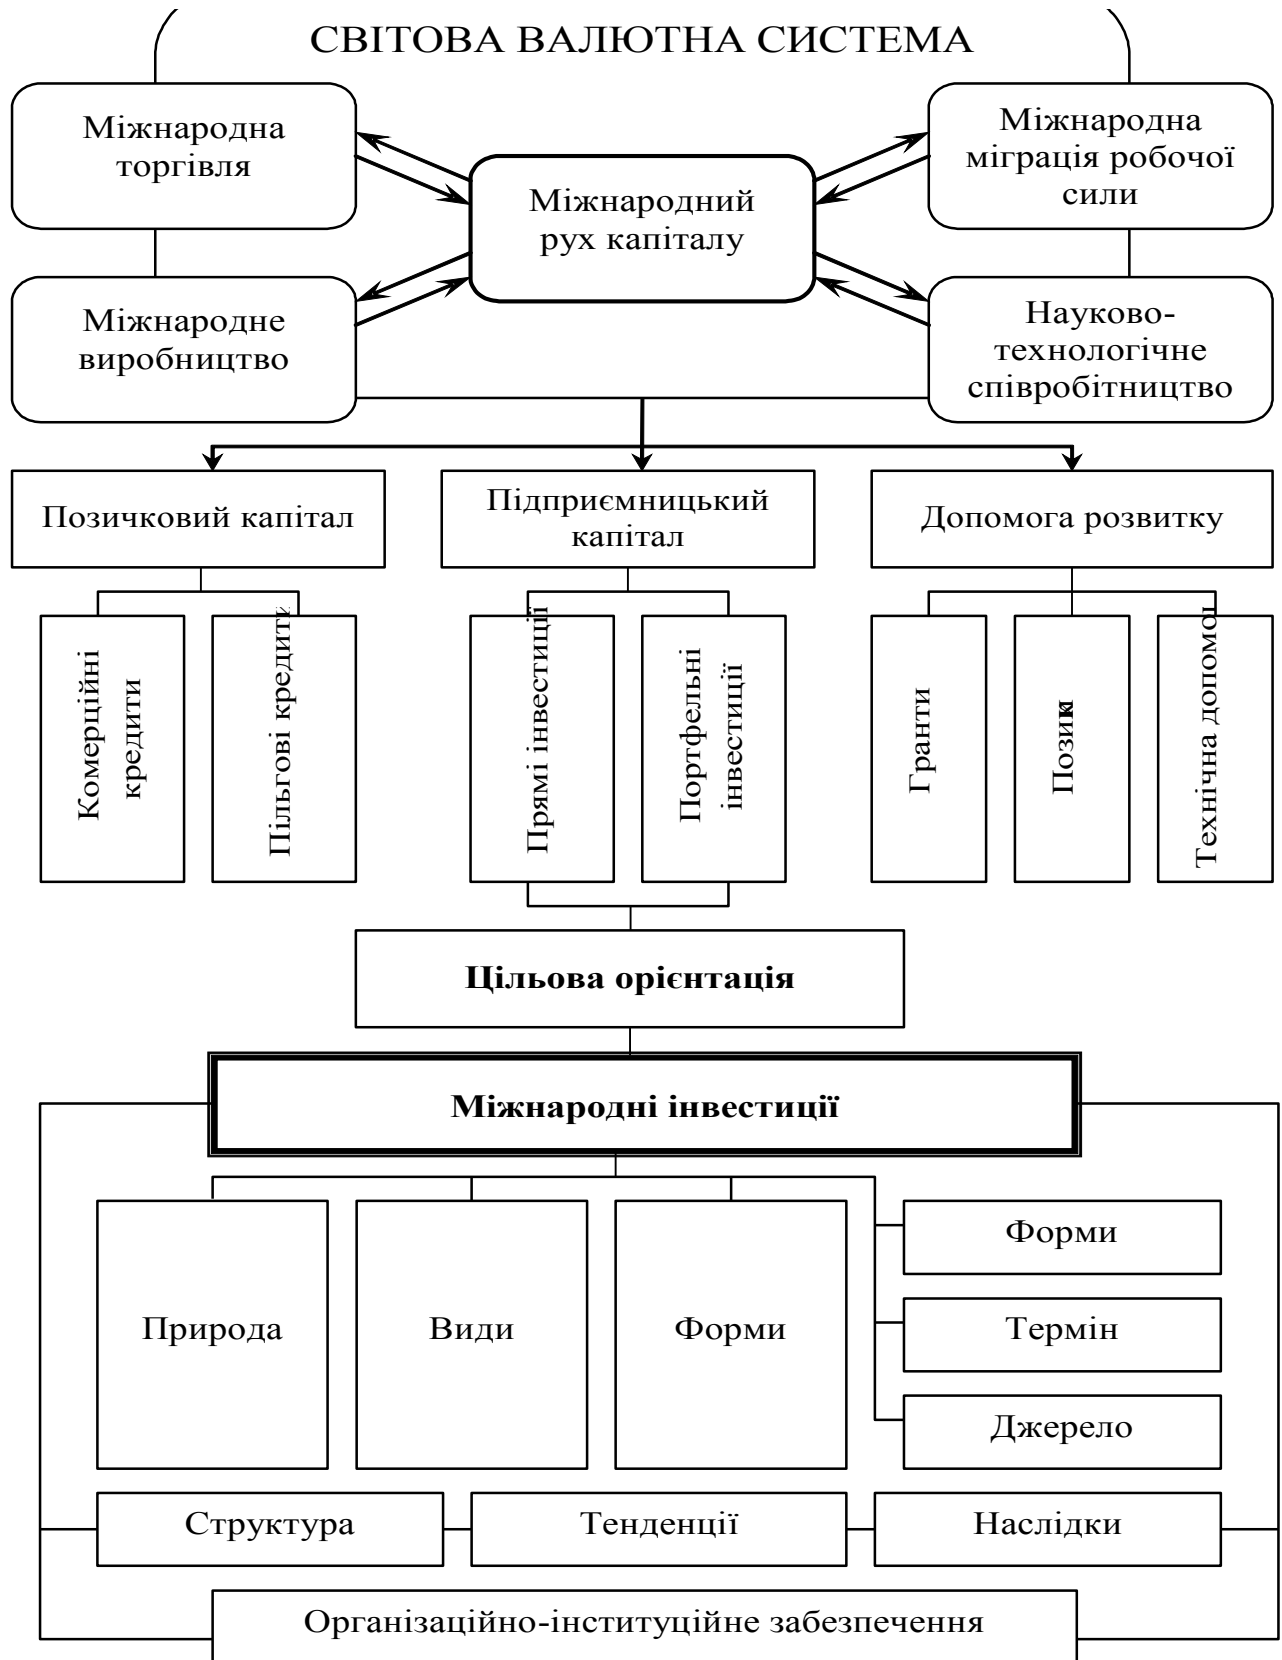 СВІТОВА ВАЛЮТНА СИСТЕМА
Міжнародна
торгівля
Міжнародна
міграція робочої
сили
Міжнародний
рух капіталу
Міжнародне
виробництво
Науково-
технологічне
співробітництво
Позичковий капітал
Підприємницький
капітал
Допомога розвитку
Комерційні
кредити
Пільгові кредити
Прямі інвестиції
Портфельні
інвестиції
Гранти
Позики
Технічна допомо
Цільова орієнтація
Міжнародні інвестиції
Природа
Види
Форми
Форми
Термін
Джерело
Структура
Тенденції
Наслідки
Організаційно-інституційне забезпечення